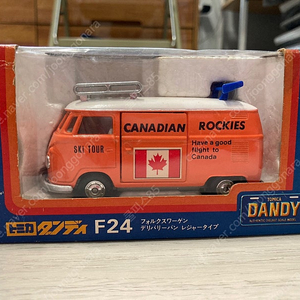 CANADIAN ROCKIES
SKI TOUR
Have a good
flight to
Canada
トミカ ダンディ F24
フォルクスワーゲン
デリバリーバン レジャータイプ
TOMICA
DANDY